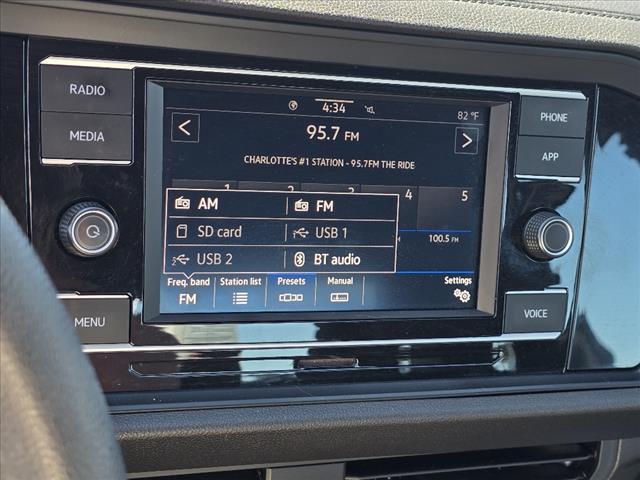 RADIO
MEDIA
MENU
4:34
82°F
95.7 FM
CHARLOTTE'S #1 STATION - 95.7FM THE RIDE
1 2 3 4 5
AM FM
SD card USB 1
USB 2 BT audio
100.5 FM
Freq. band Station list Presets Manual Settings
FM
PHONE
APP
VOICE